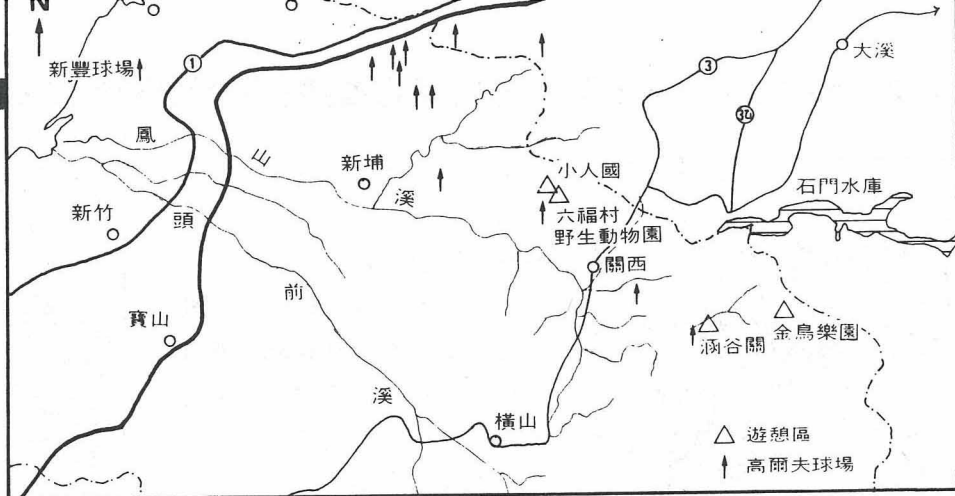 N
新豐球場
①
③
大溪
㉞
鳳
山
溪
新埔
小人國
六福村
野生動物園
石門水庫
新竹
頭
前
溪
關西
寶山
涵谷關
金鳥樂園
橫山
遊憩區
高爾夫球場